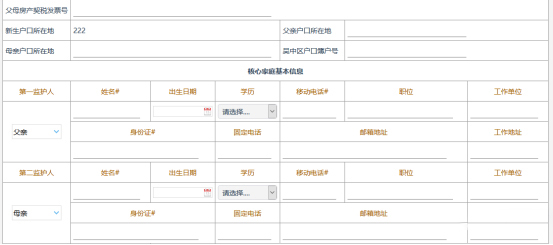 父母房产契税发票号
新生户口所在地 222 父亲户口所在地
母亲户口所在地 吴中区户口簿户号
核心家庭基本信息
第一监护人 姓名# 出生日期 学历 移动电话# 职位 工作单位
父亲 请选择....
身份证# 固定电话 邮箱地址 工作地址
第二监护人 姓名# 出生日期 学历 移动电话# 职位 工作单位
母亲 请选择....
身份证# 固定电话 邮箱地址 工作地址